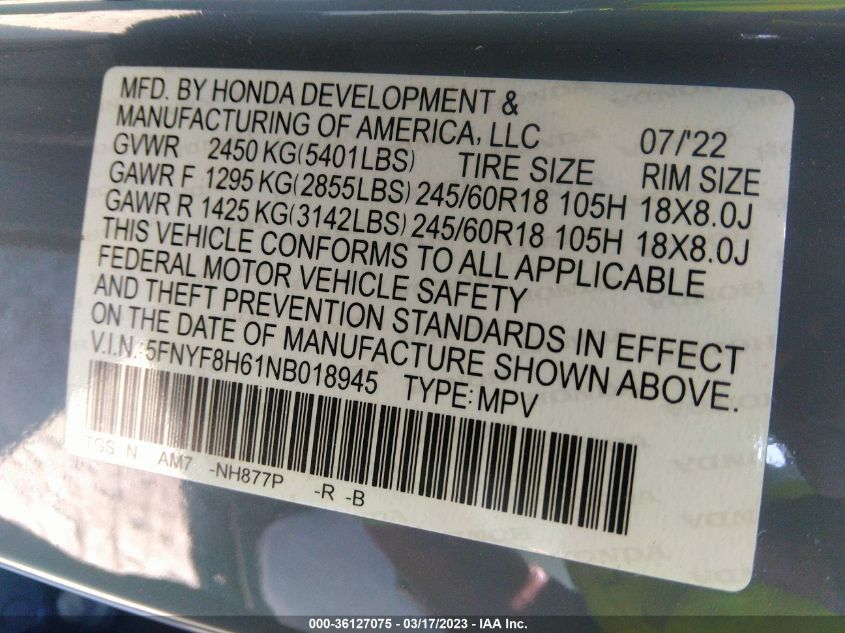 MFD. BY HONDA DEVELOPMENT &
MANUFACTURING OF AMERICA, LLC 07/'22
GVWR 2450 KG(5401LBS) TIRE SIZE RIM SIZE
GAWR F 1295 KG(2855LBS) 245/60R18 105H 18X8.0J
GAWR R 1425 KG(3142LBS) 245/60R18 105H 18X8.0J
THIS VEHICLE CONFORMS TO ALL APPLICABLE
FEDERAL MOTOR VEHICLE SAFETY
AND THEFT PREVENTION STANDARDS IN EFFECT
ON THE DATE OF MANUFACTURE SHOWN ABOVE.
V.I.N.:5FNYF8H61NB018945 TYPE: MPV
TGS N AM7 -NH877P -R -B
000-36127075 - 03/17/2023 - IAA Inc.